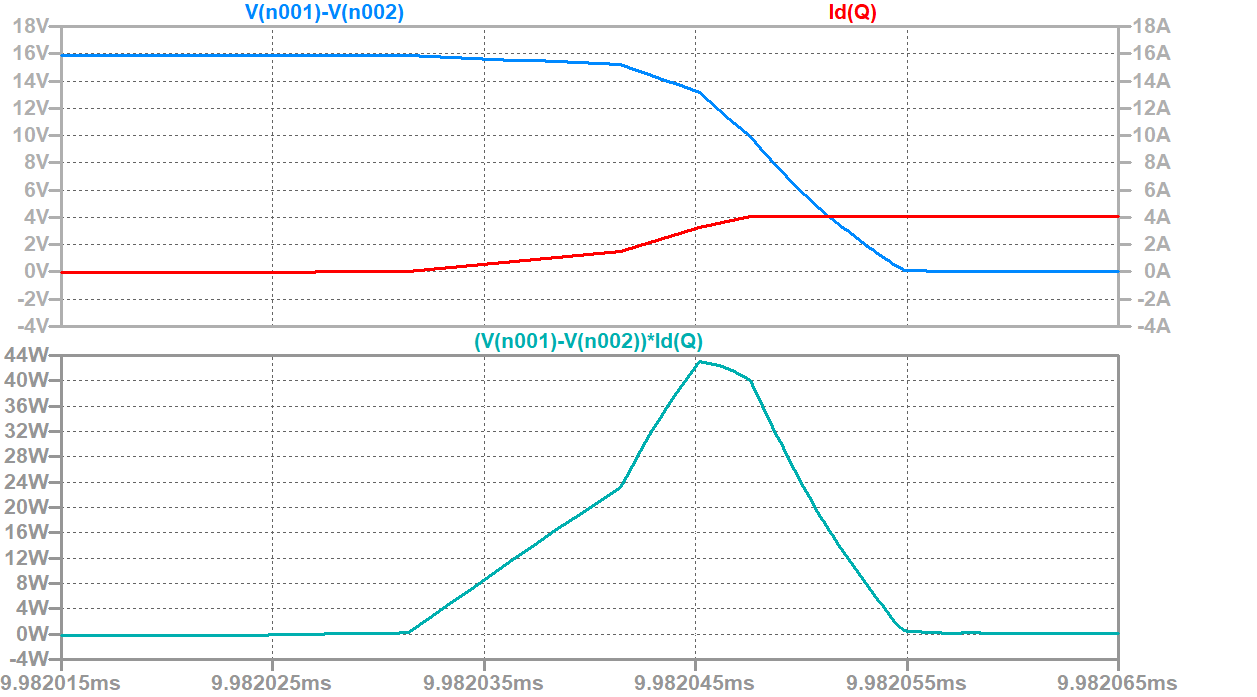 V(n001)-V(n002) Id(Q)
18V 18A
16V 16A
14V 14A
12V 12A
10V 10A
8V 8A
6V 6A
4V 4A
2V 2A
0V 0A
-2V -2A
-4V -4A
(V(n001)-V(n002))*Id(Q)
44W
40W
36W
32W
28W
24W
20W
16W
12W
8W
4W
0W
-4W
9.982015ms 9.982025ms 9.982035ms 9.982045ms 9.982055ms 9.982065ms